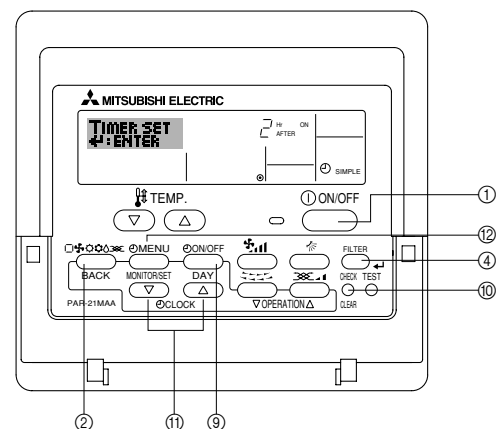 MITSUBISHI ELECTRIC
TIMER SET
↵:ENTER
2 Hr ON
AFTER
SIMPLE
TEMP.
ON/OFF
①
MENU
ON/OFF
FILTER
⑫
BACK
MONITOR/SET
DAY
CHECK TEST
④
PAR-21MAA
CLOCK
OPERATION
CLEAR
⑩
②
⑪
⑨